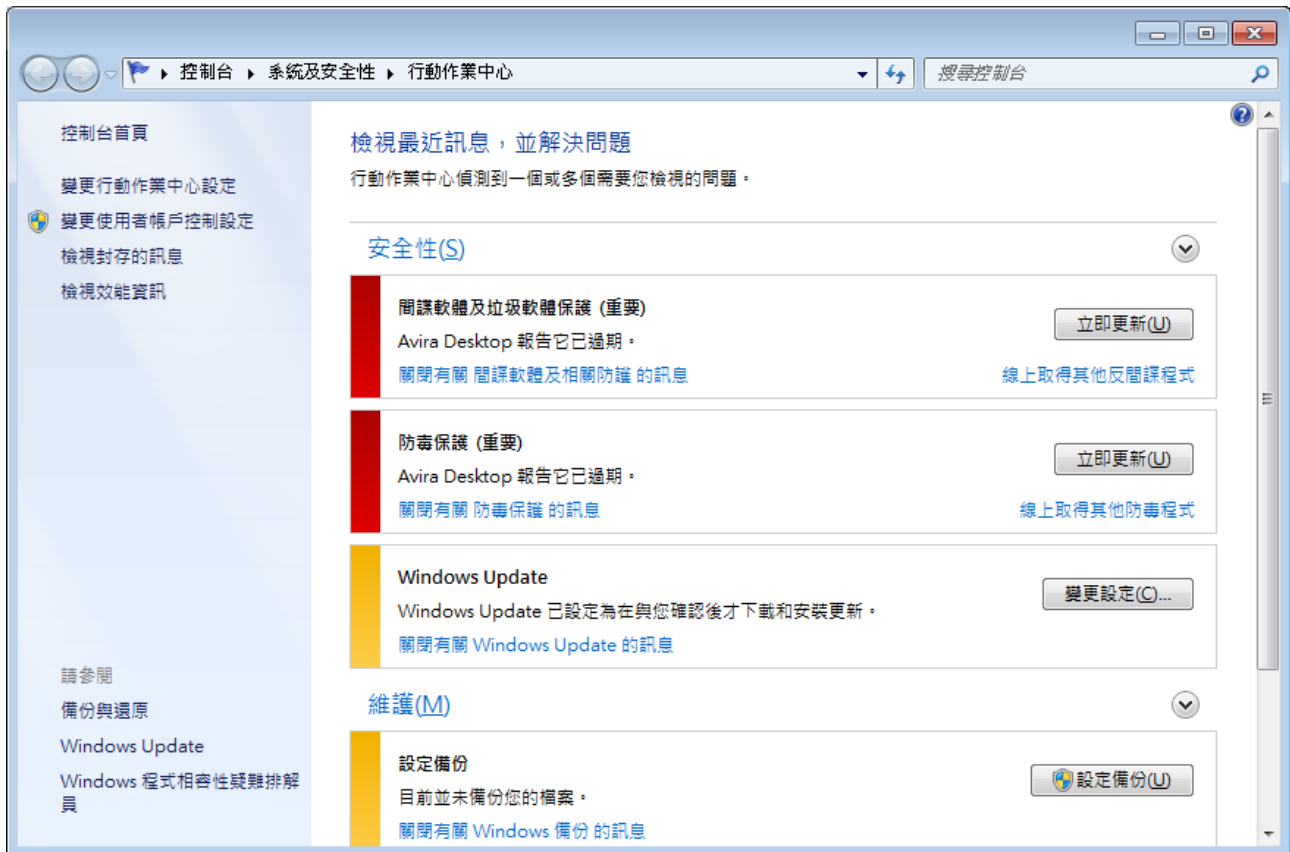 控制台 ▸ 系統及安全性 ▸ 行動作業中心
搜尋控制台
控制台首頁
變更行動作業中心設定
變更使用者帳戶控制設定
檢視封存的訊息
檢視效能資訊
請參閱
備份與還原
Windows Update
Windows 程式相容性疑難排解
員
檢視最近訊息，並解決問題
行動作業中心偵測到一個或多個需要您檢視的問題。
安全性(S)
間諜軟體及垃圾軟體保護 (重要)
立即更新(U)
Avira Desktop 報告它已過期。
關閉有關 間諜軟體及相關防護 的訊息
線上取得其他反間諜程式
防毒保護 (重要)
立即更新(U)
Avira Desktop 報告它已過期。
關閉有關 防毒保護 的訊息
線上取得其他防毒程式
Windows Update
變更設定(C)...
Windows Update 已設定為在與您確認後才下載和安裝更新。
關閉有關 Windows Update 的訊息
維護(M)
設定備份
設定備份(U)
目前並未備份您的檔案。
關閉有關 Windows 備份 的訊息